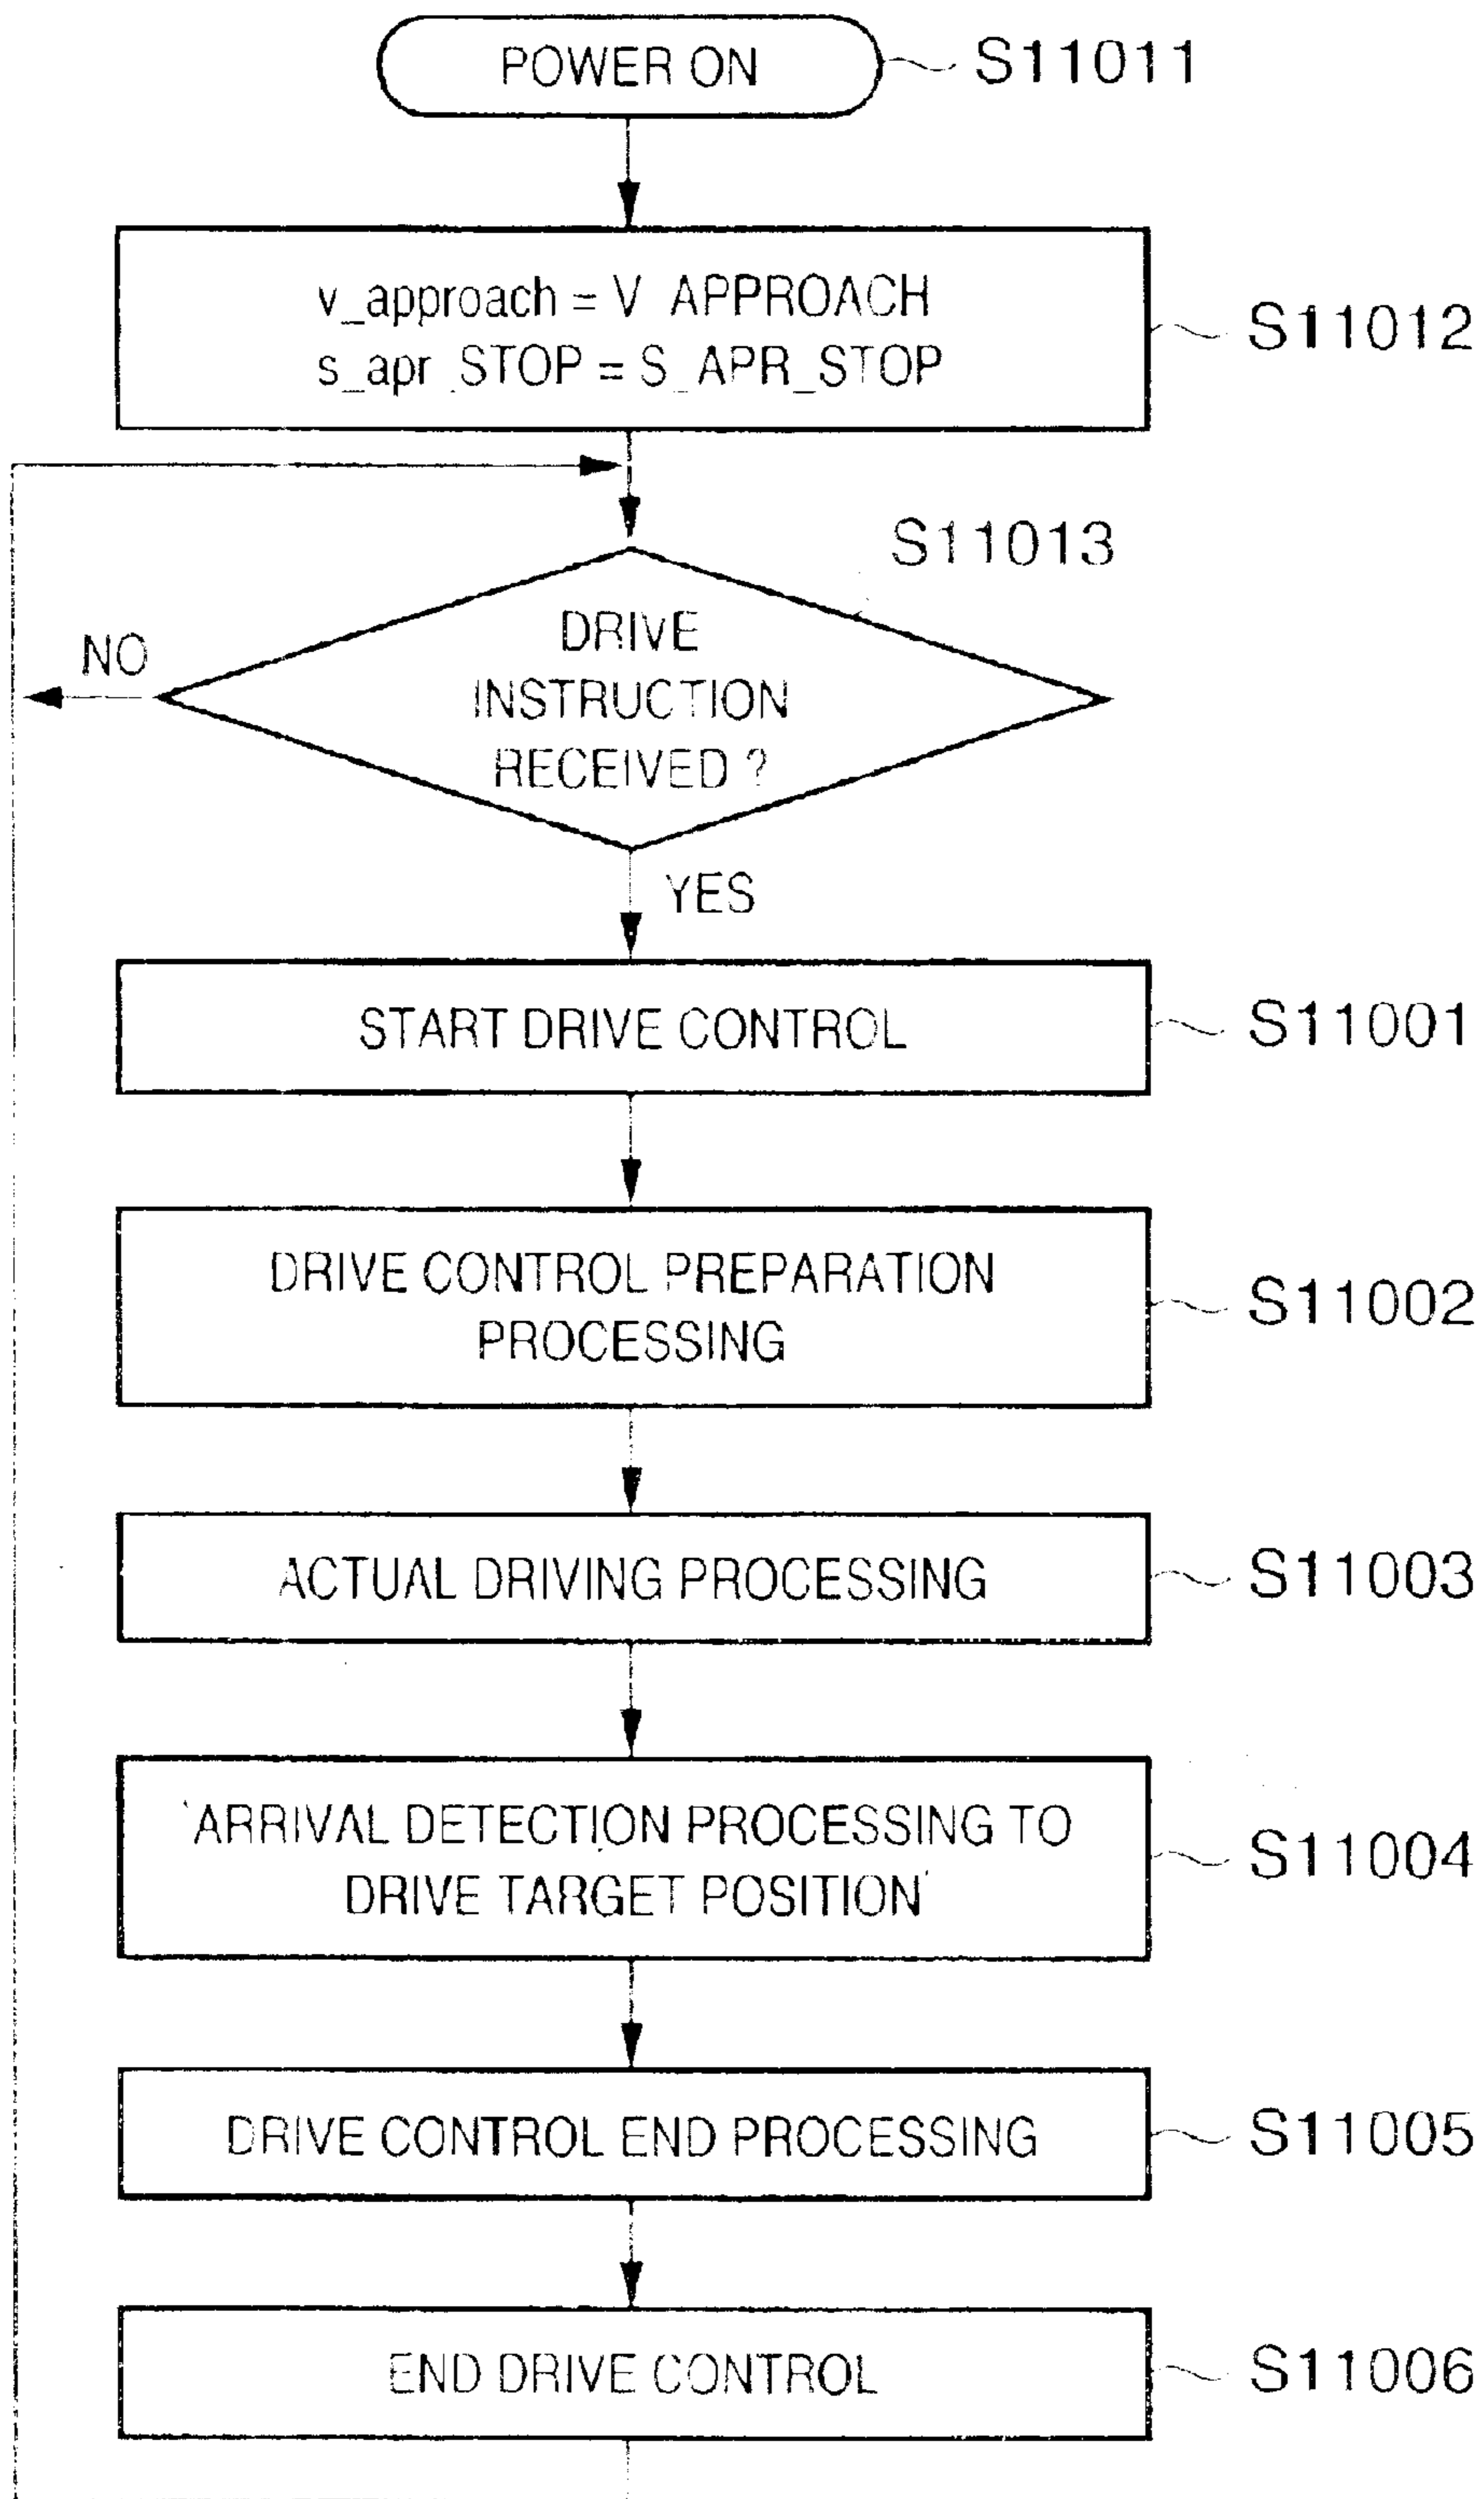 POWER ON
S11011
v_approach = V APPROACH
s_apr_STOP = S_APR_STOP
S11012
S11013
DRIVE
INSTRUCTION
RECEIVED ?
NO
YES
START DRIVE CONTROL
S11001
DRIVE CONTROL PREPARATION
PROCESSING
S11002
ACTUAL DRIVING PROCESSING
S11003
'ARRIVAL DETECTION PROCESSING TO
DRIVE TARGET POSITION'
S11004
DRIVE CONTROL END PROCESSING
S11005
END DRIVE CONTROL
S11006